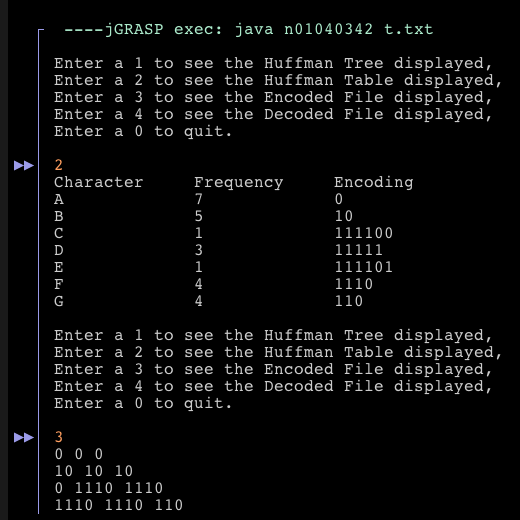 ----jGRASP exec: java n01040342 t.txt
Enter a 1 to see the Huffman Tree displayed,
Enter a 2 to see the Huffman Table displayed,
Enter a 3 to see the Encoded File displayed,
Enter a 4 to see the Decoded File displayed,
Enter a 0 to quit.
2
Character Frequency Encoding
A 7 0
B 5 10
C 1 111100
D 3 11111
E 1 111101
F 4 1110
G 4 110
Enter a 1 to see the Huffman Tree displayed,
Enter a 2 to see the Huffman Table displayed,
Enter a 3 to see the Encoded File displayed,
Enter a 4 to see the Decoded File displayed,
Enter a 0 to quit.
3
0 0 0
10 10 10
0 1110 1110
1110 1110 110